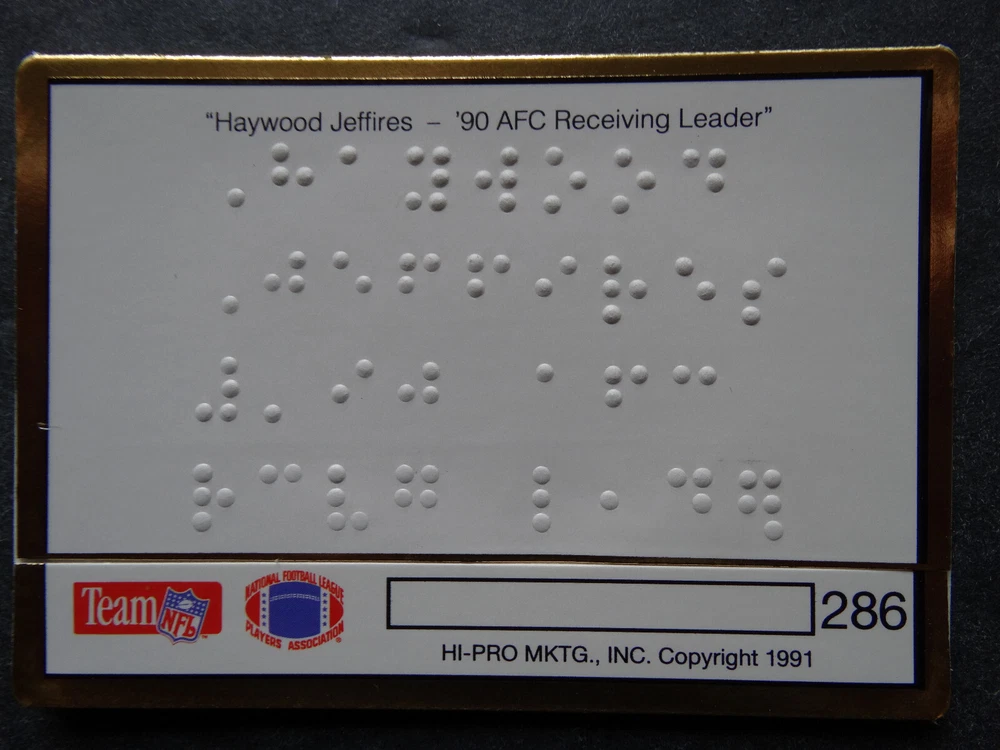 “Haywood Jeffires – ’90 AFC Receiving Leader”
⠠⠓⠁⠽⠺⠕⠕⠙
⠠⠚⠑⠋⠋⠊⠗⠑⠎
⠼⠄⠊⠚ ⠁⠋⠉
⠗⠉⠧⠛ ⠇⠂⠙⠻
Team NFL
NATIONAL FOOTBALL LEAGUE
PLAYERS ASSOCIATION
286
HI-PRO MKTG., INC. Copyright 1991